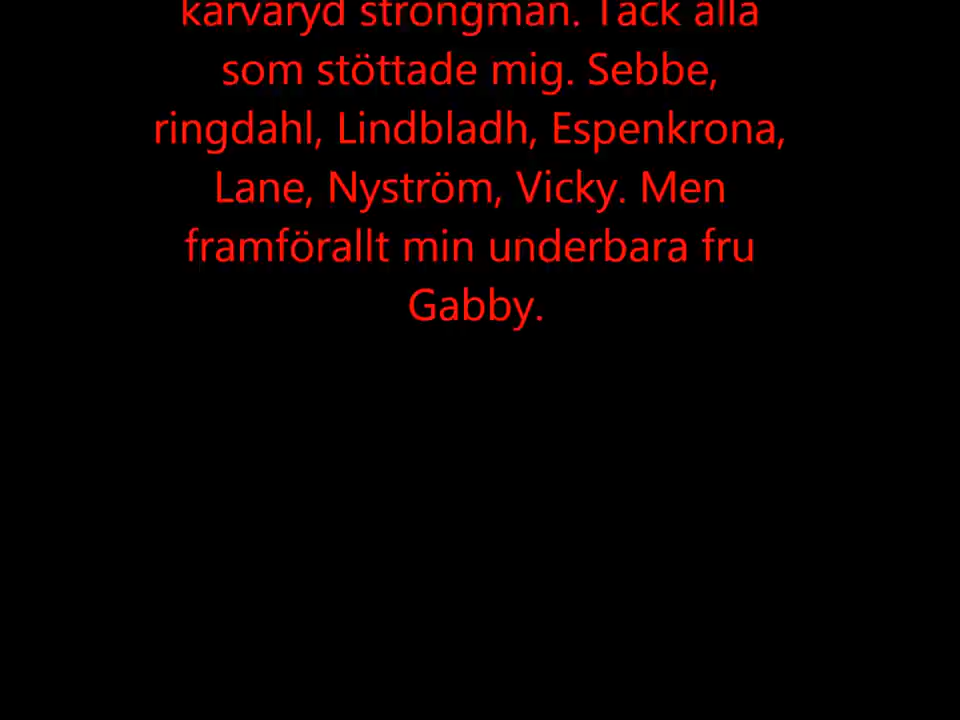 karvaryd strongman. Tack alla
som stöttade mig. Sebbe,
ringdahl, Lindbladh, Espenkrona,
Lane, Nyström, Vicky. Men
framförallt min underbara fru
Gabby.